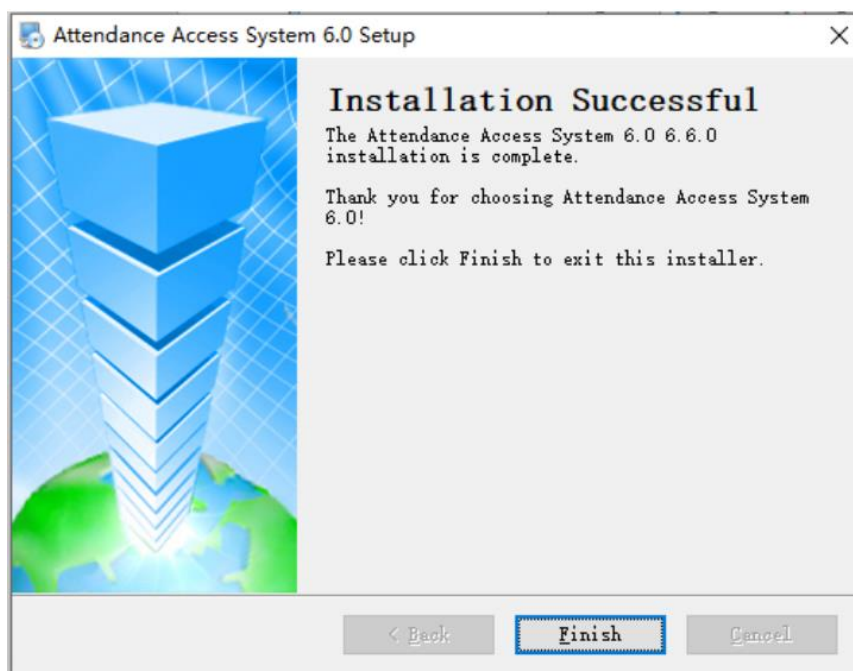 Attendance Access System 6.0 Setup
Installation Successful
The Attendance Access System 6.0 6.6.0
installation is complete.
Thank you for choosing Attendance Access System
6.0!
Please click Finish to exit this installer.
< Back
Finish
Cancel